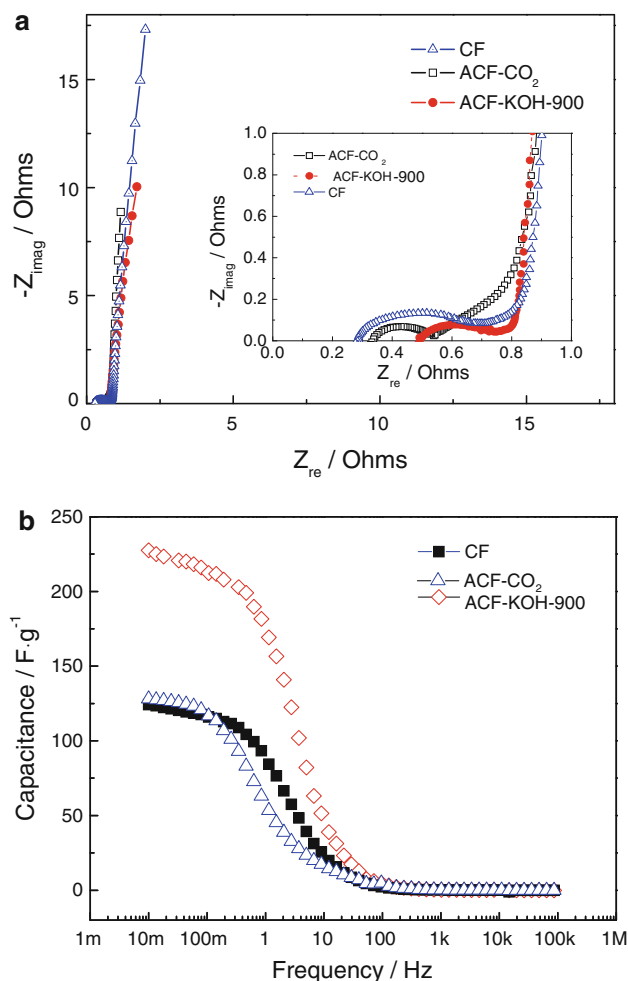 a
CF
ACF-CO2
ACF-KOH-900
-Zimag / Ohms
15
10
5
0
0
5
10
15
Zre / Ohms
ACF-CO2
ACF-KOH-900
CF
-Zimag / Ohms
1.0
0.8
0.6
0.4
0.2
0.0
0.0
0.2
0.4
0.6
0.8
1.0
Zre / Ohms
b
CF
ACF-CO2
ACF-KOH-900
Capacitance / F·g-1
250
200
150
100
50
0
1m
10m
100m
1
10
100
1k
10k
100k
1M
Frequency / Hz